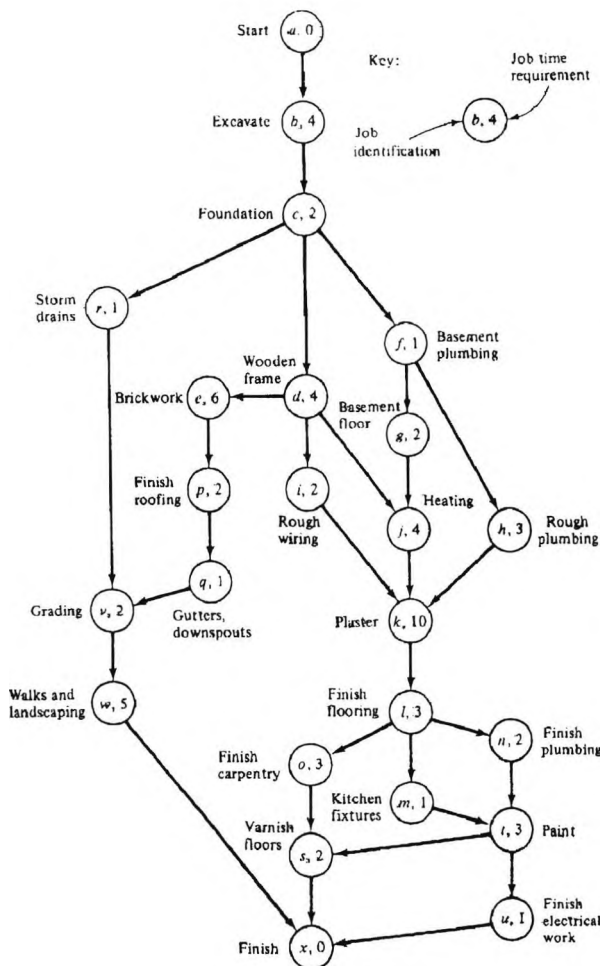 Start
a, 0
Key:
Job time
requirement
Excavate
b, 4
b, 4
Job
identification
Foundation
c, 2
Storm
drains
r, 1
f, 1
Basement
plumbing
Wooden
frame
Brickwork
e, 6
d, 4
Basement
floor
g, 2
Finish
roofing
p, 2
i, 2
Rough
wiring
Heating
j, 4
h, 3
Rough
plumbing
q, 1
Gutters,
downspouts
Grading
v, 2
Plaster
k, 10
Walks and
landscaping
w, 5
Finish
flooring
l, 3
n, 2
Finish
plumbing
Finish
carpentry
o, 3
Kitchen
fixtures
m, 1
Varnish
floors
s, 2
t, 3
Paint
u, 1
Finish
electrical
work
Finish
x, 0